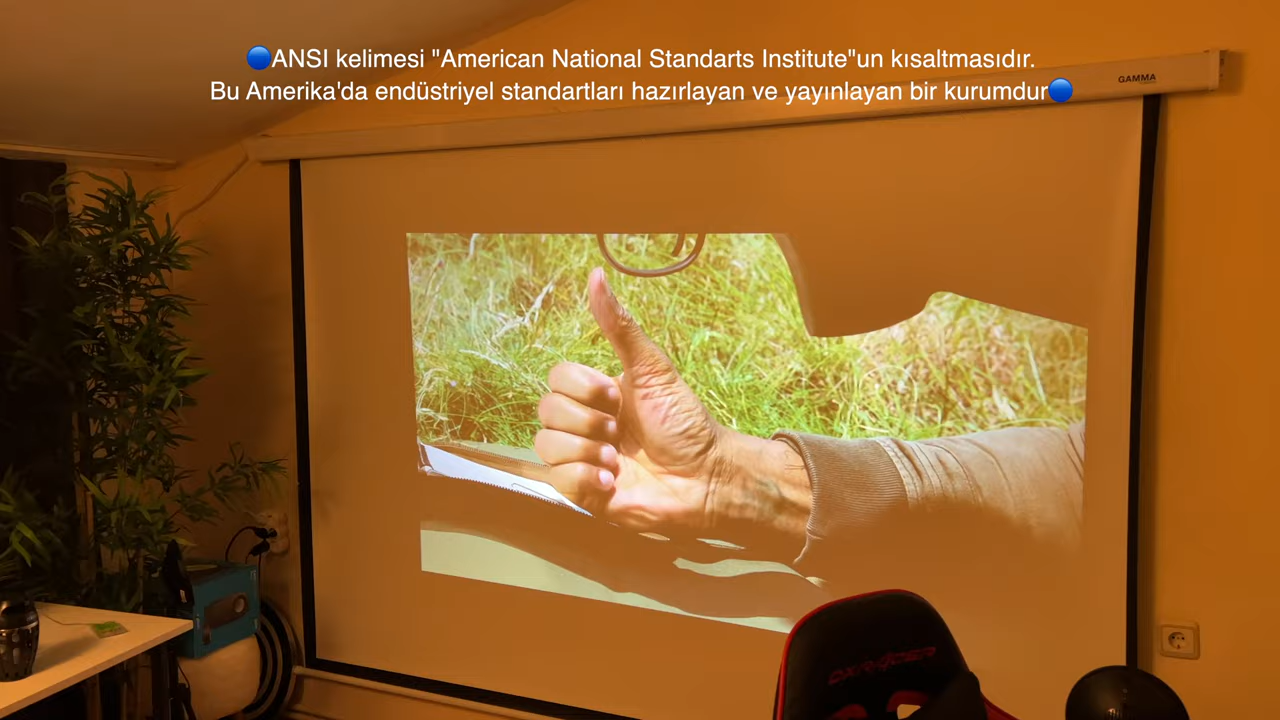 🔵ANSI kelimesi "American National Standarts Institute"un kısaltmasıdır.
Bu Amerika'da endüstriyel standartları hazırlayan ve yayınlayan bir kurumdur🔵
GAMMA
DXRACER